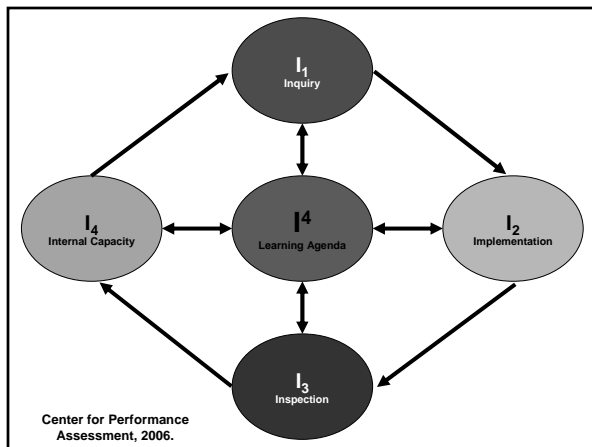 I₁
Inquiry
I₄
Internal Capacity
I⁴
Learning Agenda
I₂
Implementation
I₃
Inspection
Center for Performance
Assessment, 2006.